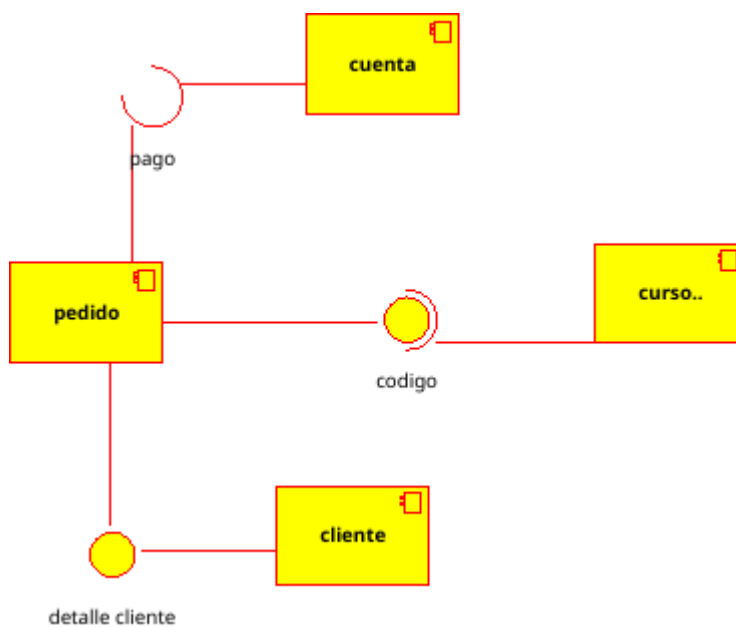 cuenta
pago
pedido
curso..
codigo
cliente
detalle cliente